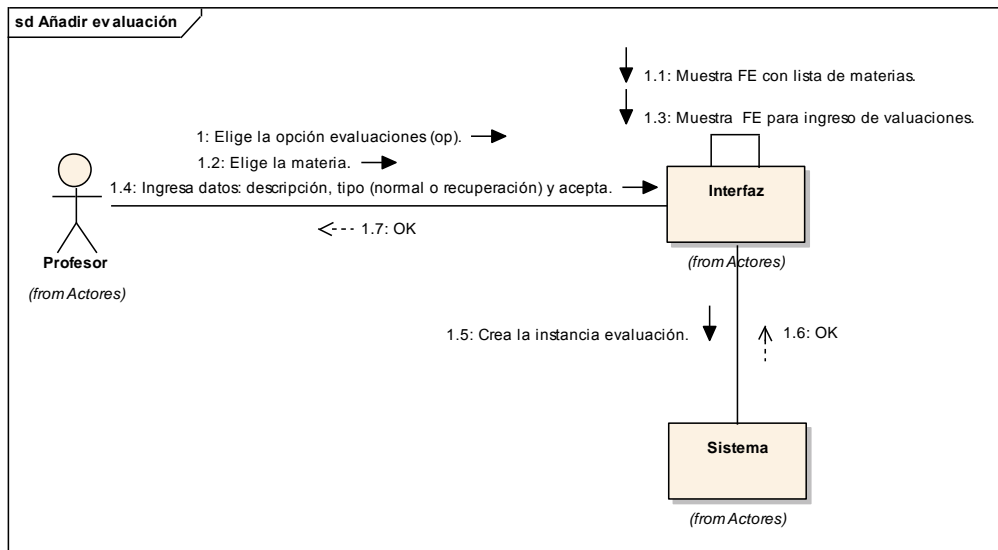 sd Añadir evaluación
1.1: Muestra FE con lista de materias.
1.3: Muestra FE para ingreso de valuaciones.
1: Elige la opción evaluaciones (op).
1.2: Elige la materia.
1.4: Ingresa datos: descripción, tipo (normal o recuperación) y acepta.
Interfaz
1.7: OK
Profesor
(from Actores)
(from Actores)
1.5: Crea la instancia evaluación.
1.6: OK
Sistema
(from Actores)